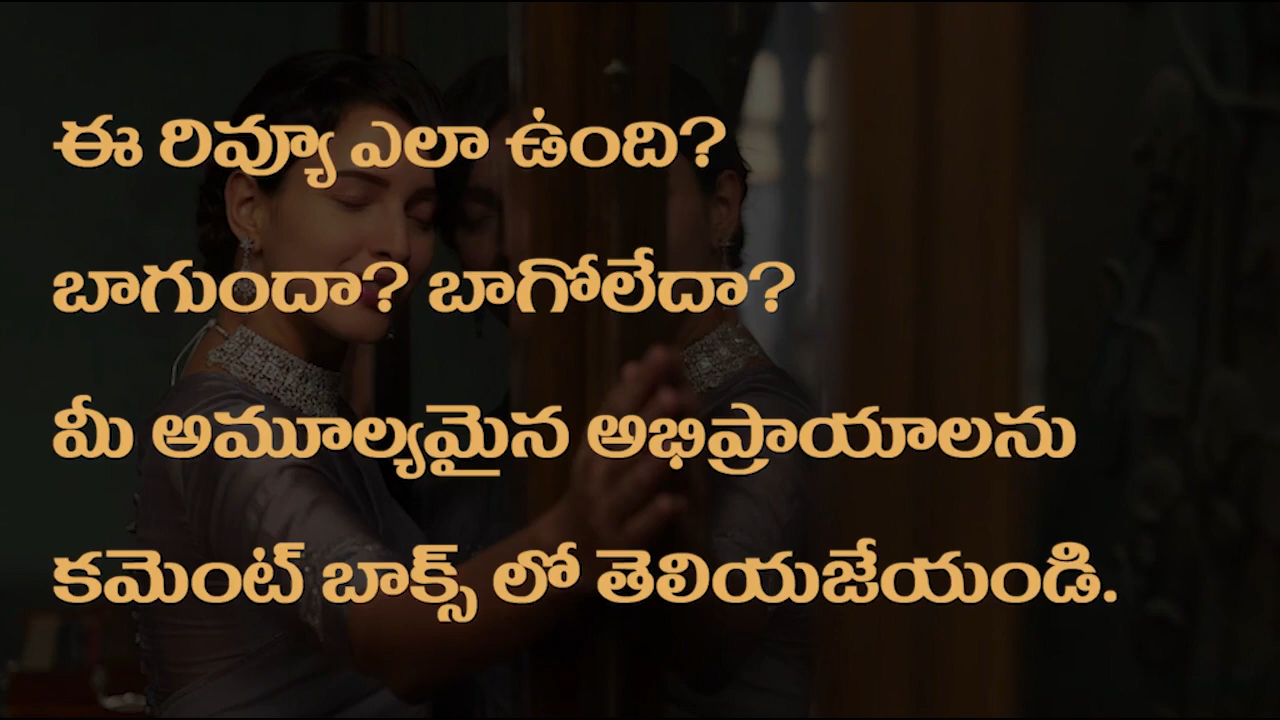 ఈ రివ్యూ ఎలా ఉంది?
బాగుందా? బాగోలేదా?
మీ అమూల్యమైన అభిప్రాయాలను
కమెంట్ బాక్స్ లో తెలియజేయండి.